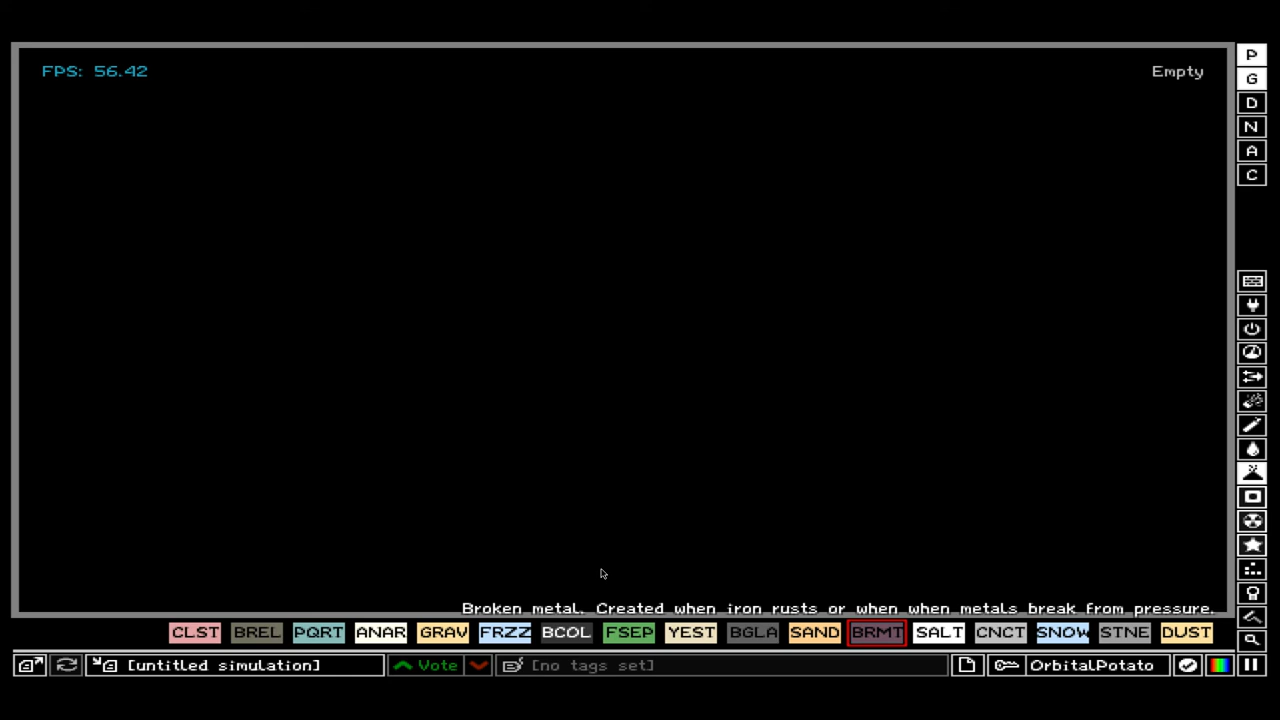 FPS: 56.42
Empty
P
G
D
N
A
C
Broken metal. Created when iron rusts or when when metals break from pressure.
CLST BREL PQRT ANAR GRAV FRZZ BCOL FSEP YEST BGLA SAND BRMT SALT CNCT SNOW STNE DUST
[untitled simulation] Vote [no tags set] OrbitalPotato